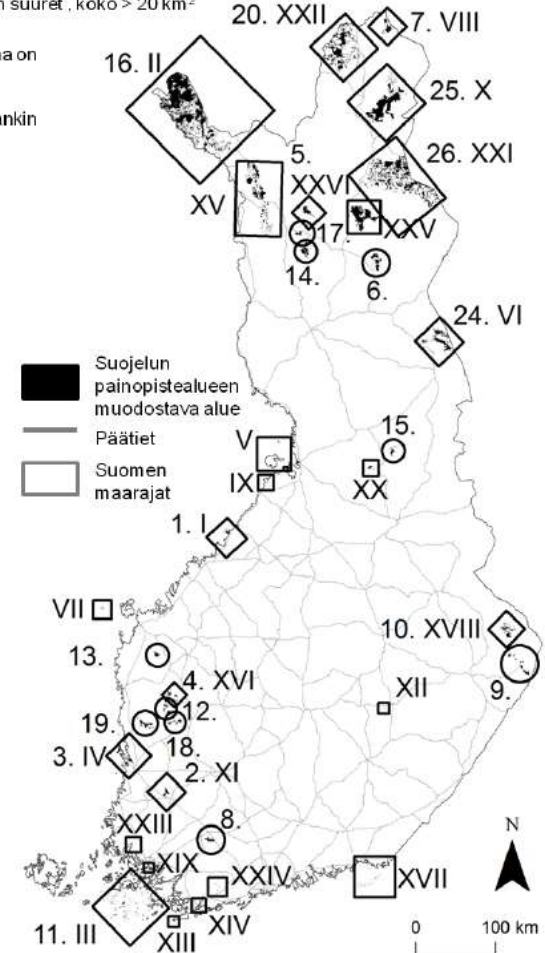 suuret , koko > 20 km²
on
20. XXII
7. VIII
16. II
25. X
26. XXI
5.
XV
XXVI
17
XXV
14.
6.
24. VI
Suojelun
painopistealueen
muodostava alue
Päätiet
Suomen
maarajat
V
15.
IX
XX
1. I
VII
10. XVIII
13.
9.
4. XVI
XII
12.
19.
18.
3. IV
2. XI
XXIII
8.
N
XIX
XXIV
XVII
11. III
XIV
XIII
0 100 km